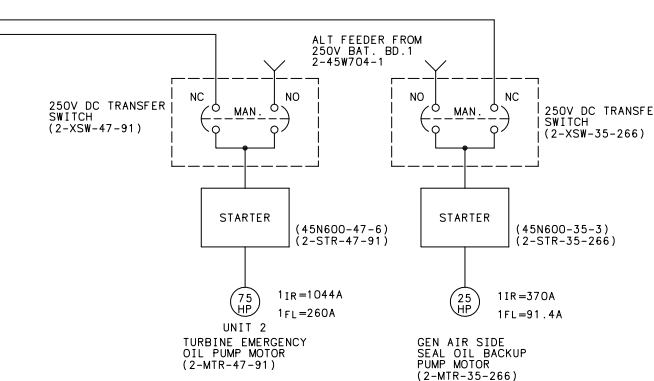 ALT FEEDER FROM
250V BAT. BD.1
2-45W704-1
NC
NO
MAN.
250V DC TRANSFER
SWITCH
(2-XSW-47-91)
NO
NC
MAN.
250V DC TRANSFE
SWITCH
(2-XSW-35-266)
STARTER
(45N600-47-6)
(2-STR-47-91)
STARTER
(45N600-35-3)
(2-STR-35-266)
75
HP
1IR=1044A
1FL=260A
UNIT 2
TURBINE EMERGENCY
OIL PUMP MOTOR
(2-MTR-47-91)
25
HP
1IR=370A
1FL=91.4A
GEN AIR SIDE
SEAL OIL BACKUP
PUMP MOTOR
(2-MTR-35-266)